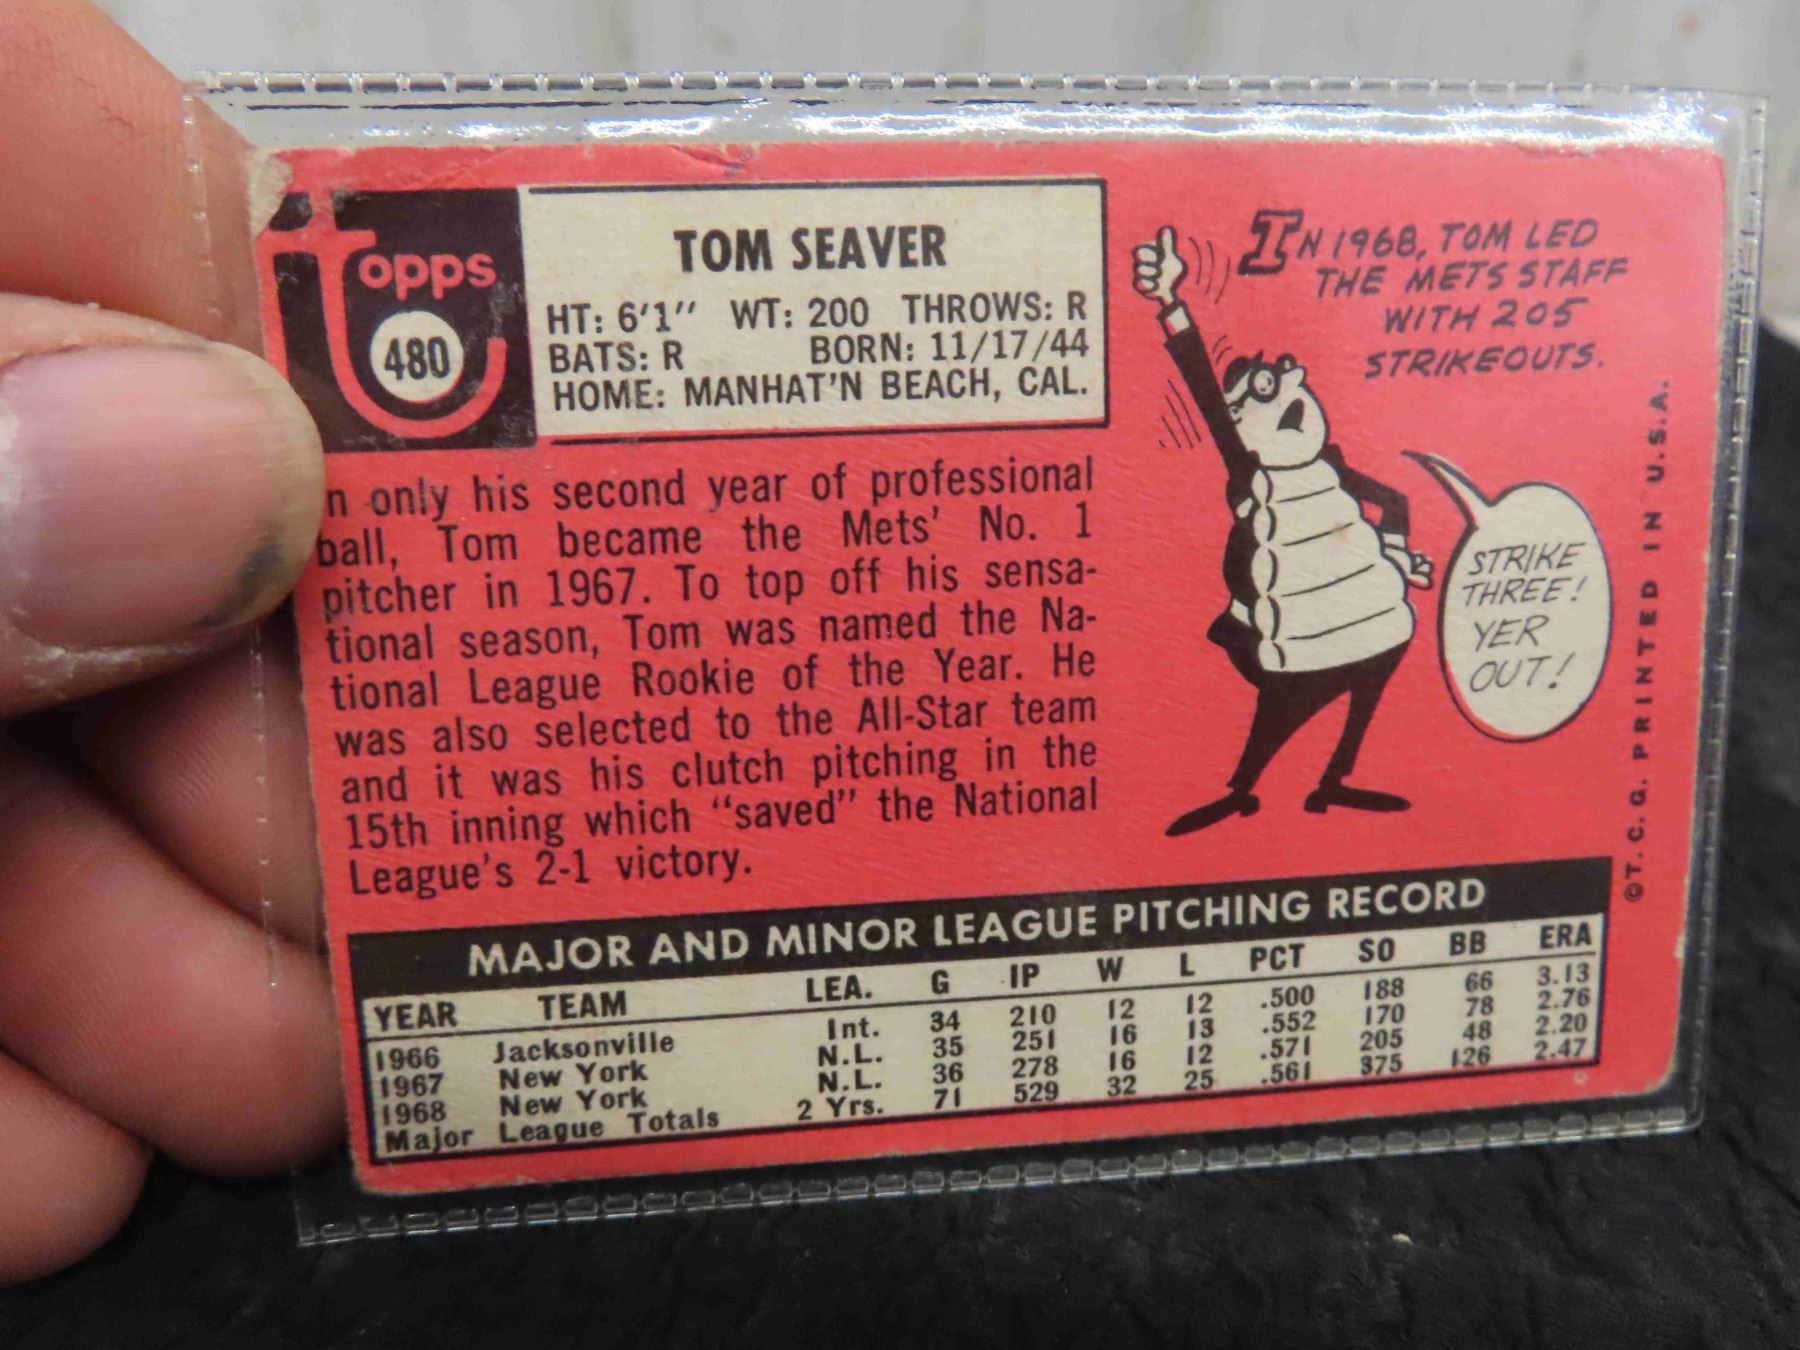 Topps
480
TOM SEAVER
HT: 6'1" WT: 200 THROWS: R
BATS: R BORN: 11/17/44
HOME: MANHAT'N BEACH, CAL.
n only his second year of professional
ball, Tom became the Mets' No. 1
pitcher in 1967. To top off his sensa-
tional season, Tom was named the Na-
tional League Rookie of the Year. He
was also selected to the All-Star team
and it was his clutch pitching in the
15th inning which "saved" the National
League's 2-1 victory.
IN 1968, TOM LED
THE METS STAFF
WITH 205
STRIKEOUTS.
STRIKE
THREE!
YER
OUT!
©T. C. G. PRINTED IN U.S.A.
MAJOR AND MINOR LEAGUE PITCHING RECORD
YEAR TEAM LEA. G IP W L PCT SO BB ERA
1966 Jacksonville Int. 34 210 12 12 .500 188 66 3.13
1967 New York N.L. 35 251 16 13 .552 170 78 2.76
1968 New York N.L. 36 278 16 12 .571 205 48 2.20
Major League Totals 2 Yrs. 71 529 32 25 .561 375 126 2.47